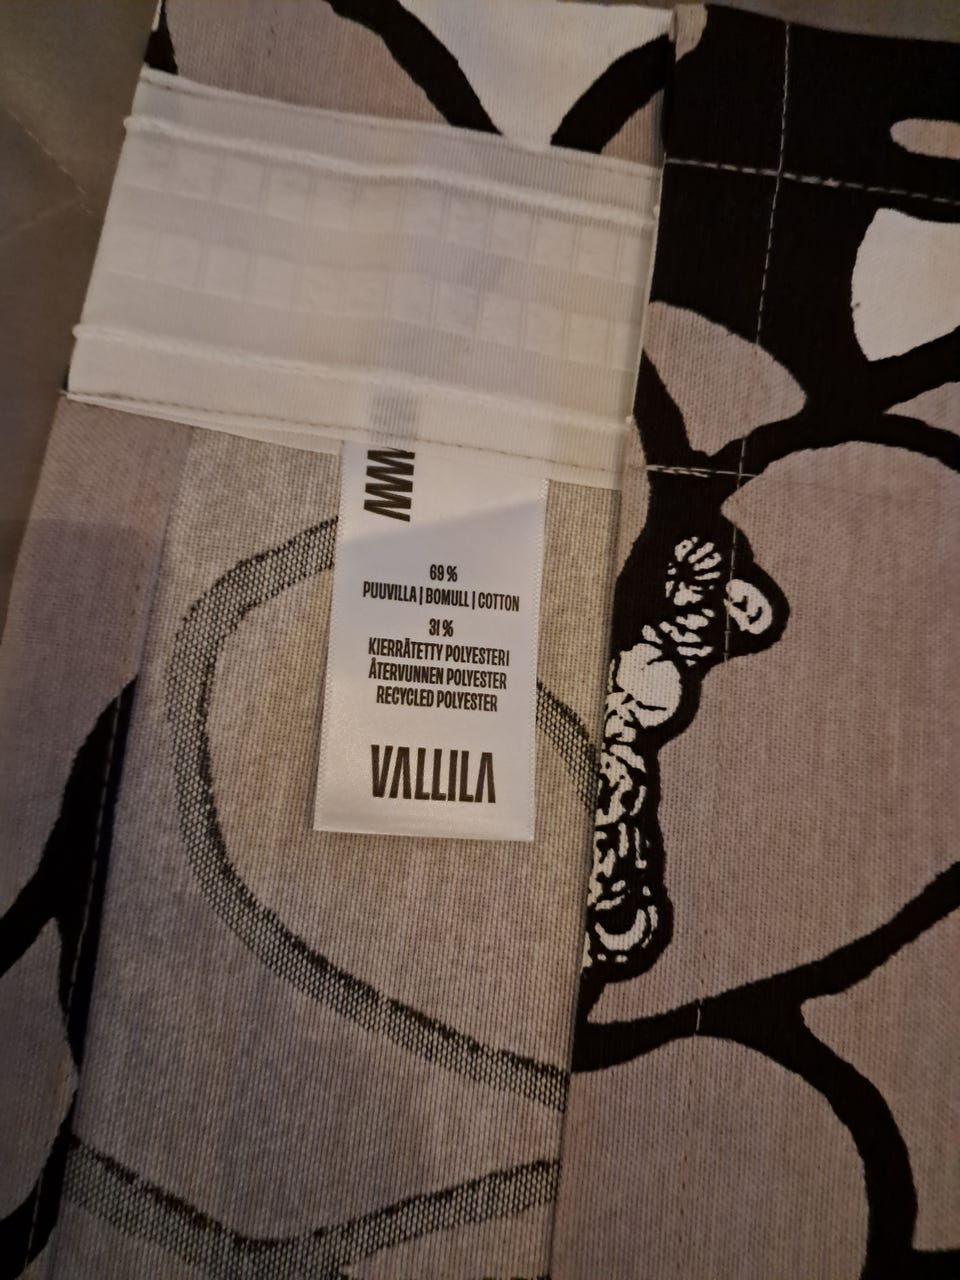 69 %
PUUVILLA | BOMULL | COTTON
31 %
KIERRÄTETTY POLYESTERI
ÅTERVUNNEN POLYESTER
RECYCLED POLYESTER
VALLILA